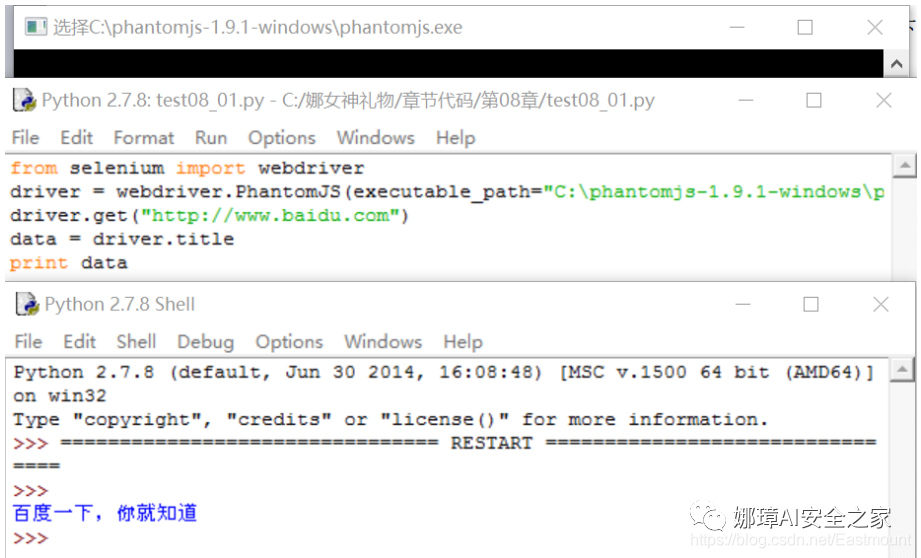 选择C:\phantomjs-1.9.1-windows\phantomjs.exe
Python 2.7.8: test08_01.py - C:/娜女神礼物/章节代码/第08章/test08_01.py
File Edit Format Run Options Windows Help
from selenium import webdriver
driver = webdriver.PhantomJS(executable_path="C:\phantomjs-1.9.1-windows\p
driver.get("http://www.baidu.com")
data = driver.title
print data
Python 2.7.8 Shell
File Edit Shell Debug Options Windows Help
Python 2.7.8 (default, Jun 30 2014, 16:08:48) [MSC v.1500 64 bit (AMD64)]
on win32
Type "copyright", "credits" or "license()" for more information.
>>> ================================ RESTART ============================
====
>>>
百度一下，你就知道
>>>
娜璋AI安全之家
https://blog.csdn.net/Eastmount